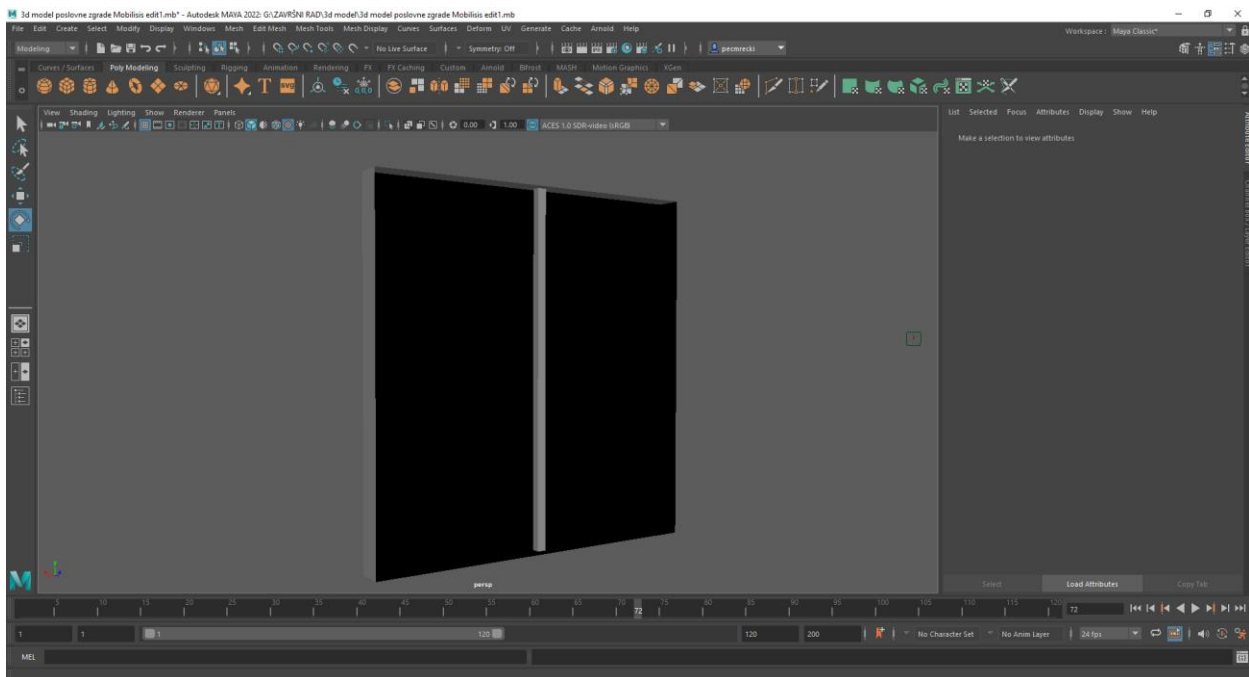 3d model poslovne zgrade Mobilisis edit1.mb* - Autodesk MAYA 2022: G:\ZAVRŠNI RAD\3d model\3d model poslovne zgrade Mobilisis edit1.mb
File Edit Create Select Modify Display Windows Mesh Edit Mesh Mesh Tools Mesh Display Curves Surfaces Deform UV Generate Cache Arnold Help
Workspace: Maya Classic*
Modeling No Live Surface Symmetry: Off pecmrecki
Curves / Surfaces Poly Modeling Sculpting Rigging Animation Rendering FX FX Caching Custom Arnold Bifrost MASH Motion Graphics XGen
View Shading Lighting Show Renderer Panels
List Selected Focus Attributes Display Show Help
0.00 1.00 ACES 1.0 SDR-video (sRGB)
Make a selection to view attributes
persp
Select Load Attributes Copy Tab
5 10 15 20 25 30 35 40 45 50 55 60 65 70 72 75 80 85 90 95 100 105 110 115 120 72
1 1 1 120 120 200 No Character Set No Anim Layer 24 fps
MEL